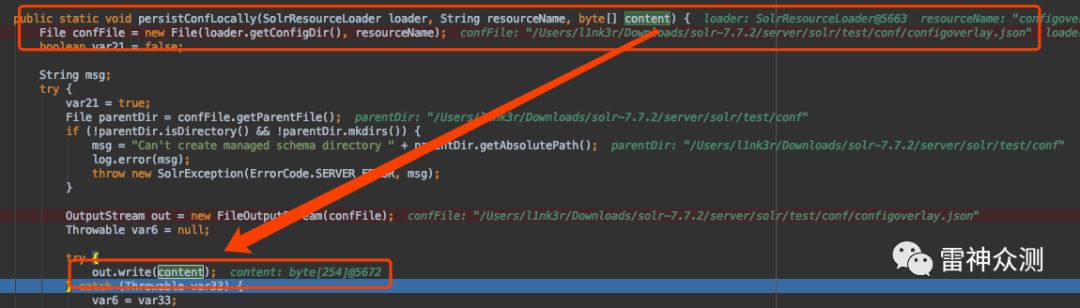 public static void persistConfLocally(SolrResourceLoader loader, String resourceName, byte[] content) {  loader: SolrResourceLoader@5663  resourceName: "configoverlay
File confFile = new File(loader.getConfigDir(), resourceName);  confFile: "/Users/l1nk3r/Downloads/solr-7.7.2/server/solr/test/conf/configoverlay.json"  loade
boolean var21 = false;
String msg;
try {
var21 = true;
File parentDir = confFile.getParentFile();  parentDir: "/Users/l1nk3r/Downloads/solr-7.7.2/server/solr/test/conf"
if (!parentDir.isDirectory() && !parentDir.mkdirs()) {
msg = "Can't create managed schema directory " + parentDir.getAbsolutePath();  parentDir: "/Users/l1nk3r/Downloads/solr-7.7.2/server/solr/test/conf"
log.error(msg);
throw new SolrException(ErrorCode.SERVER_ERROR, msg);
}
OutputStream out = new FileOutputStream(confFile);  confFile: "/Users/l1nk3r/Downloads/solr-7.7.2/server/solr/test/conf/configoverlay.json"
Throwable var6 = null;
try {
out.write(content);  content: byte[254]@5672
} catch (Throwable var33) {
var6 = var33;
雷神众测